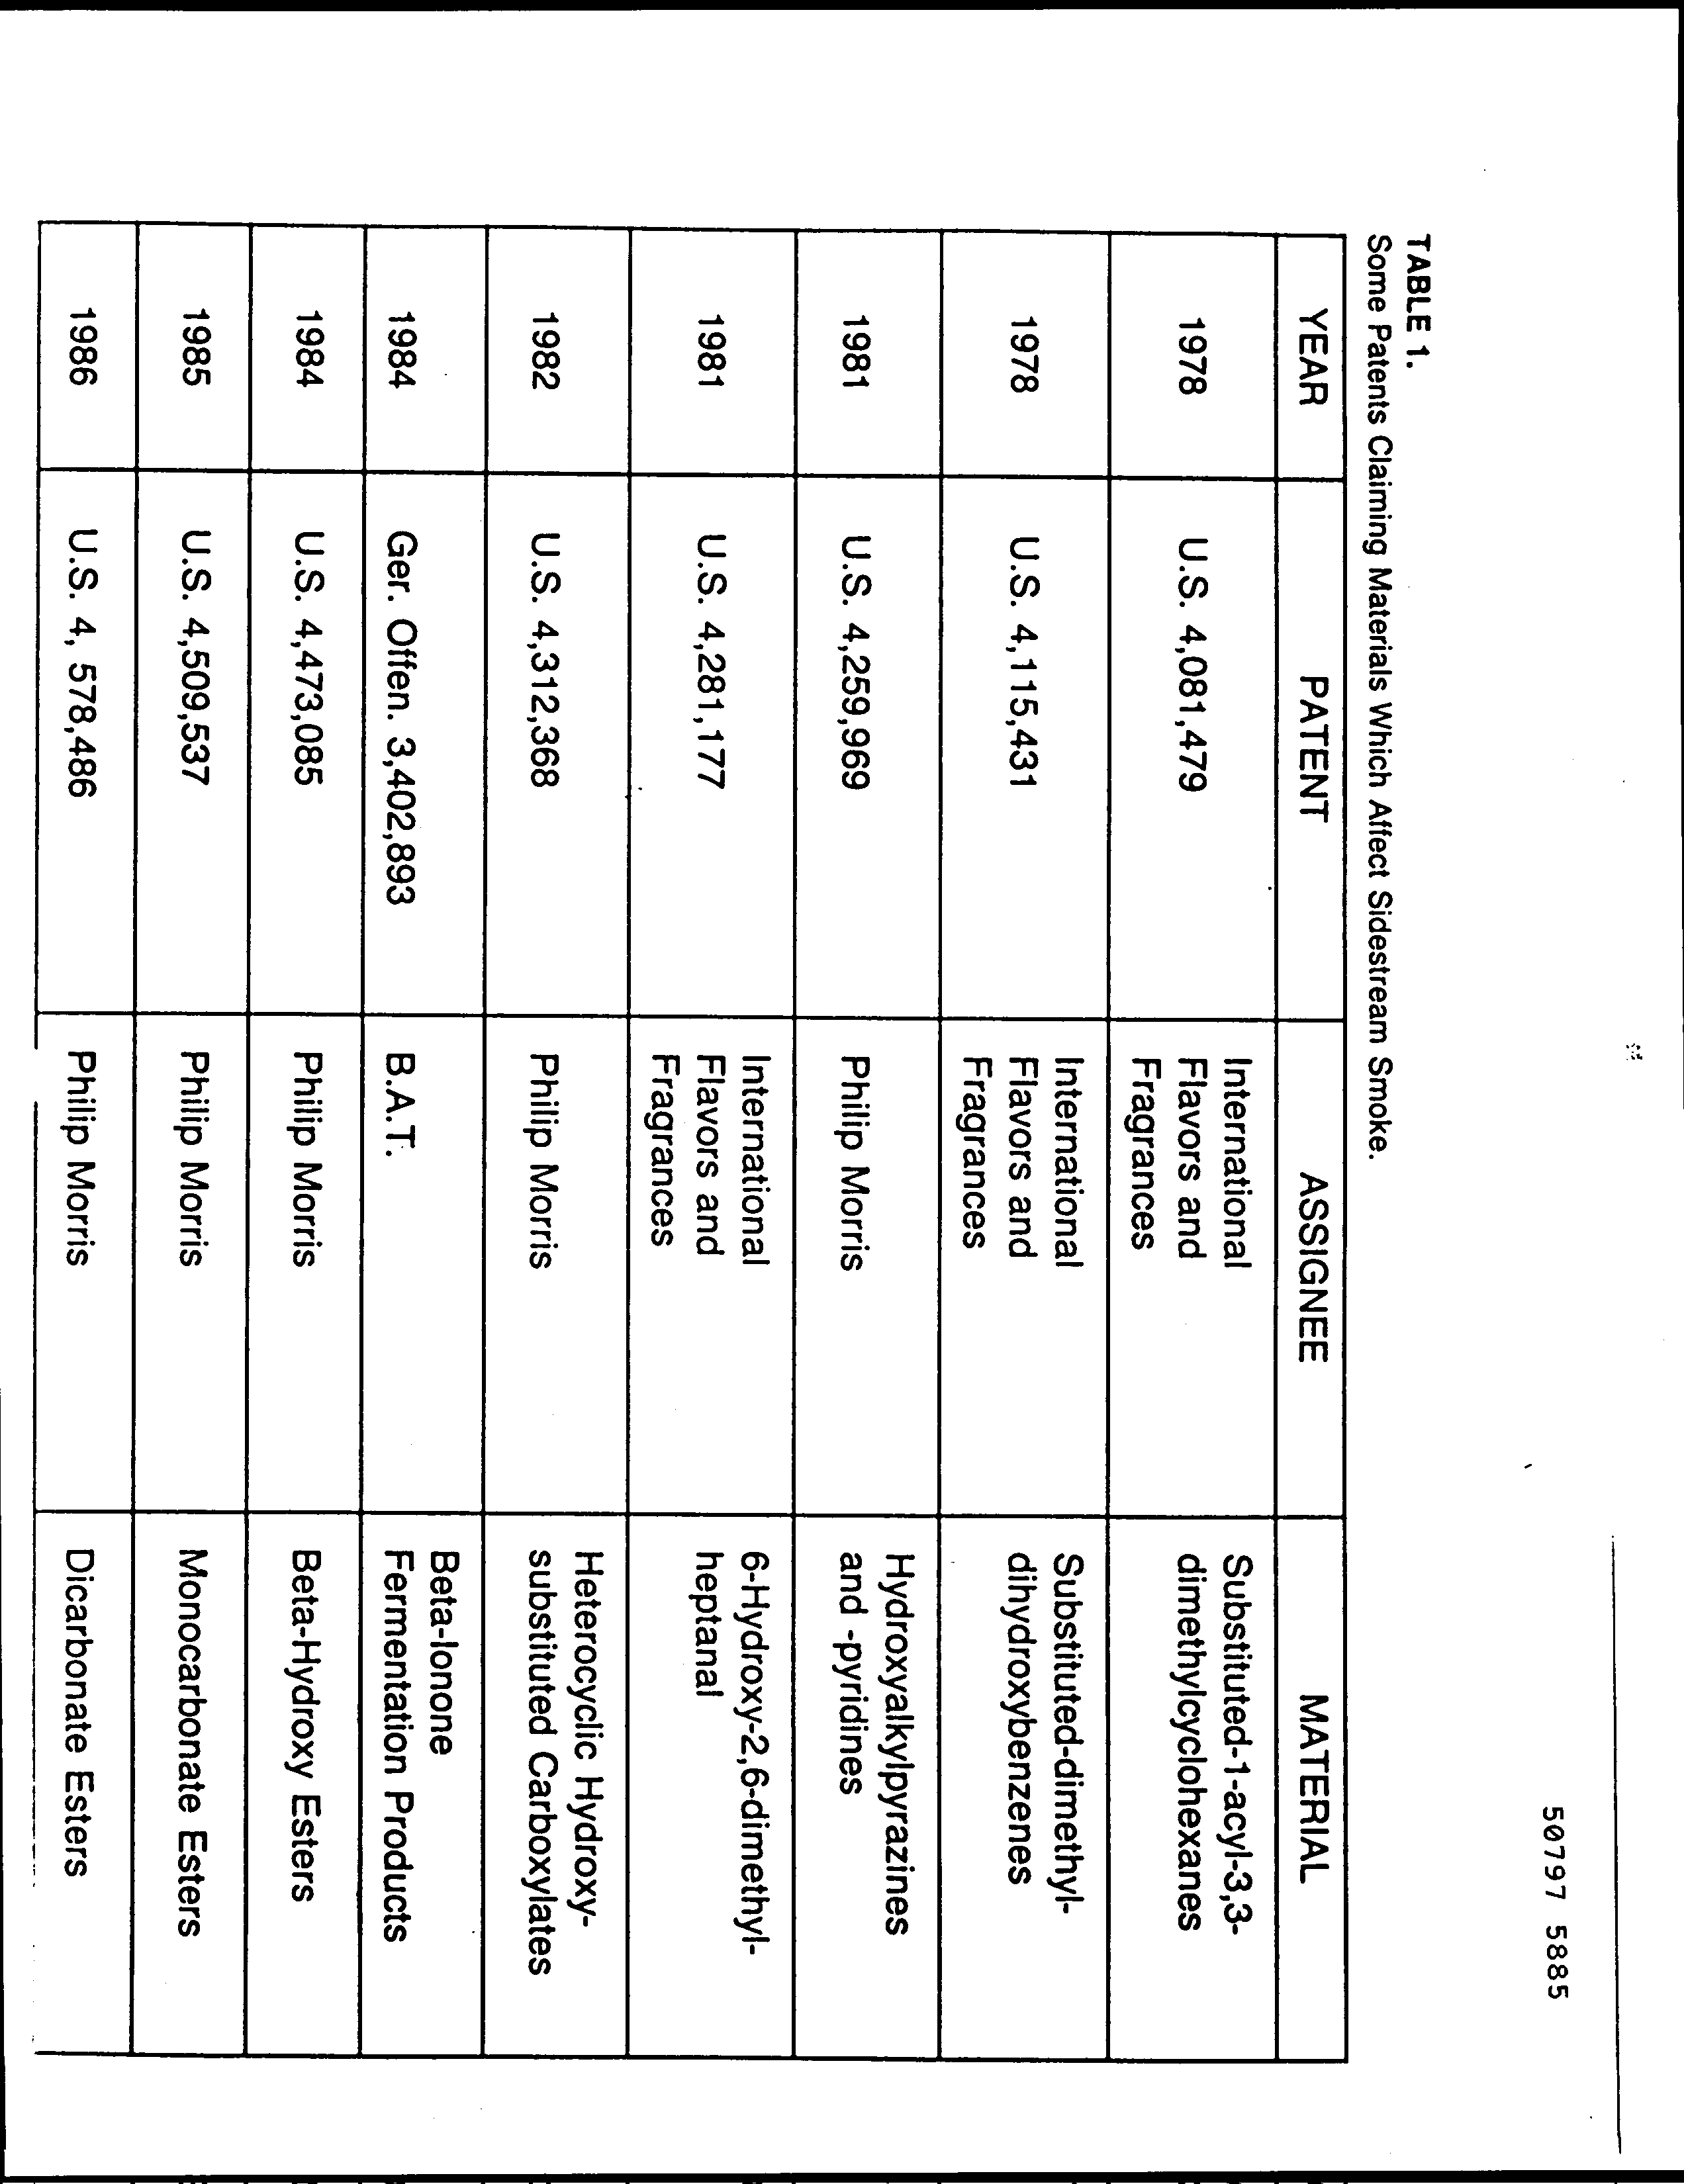 TABLE 1.
Some Patents Claiming Materials Which Affect Sidestream Smoke.
YEAR PATENT ASSIGNEE MATERIAL
1978 U.S. 4,081,479 International Flavors and Fragrances Substituted-1-acyl-3,3-dimethylcyclohexanes
1978 U.S. 4,115,431 International Flavors and Fragrances Substituted-dimethyl-dihydroxybenzenes
1981 U.S. 4,259,969 Philip Morris Hydroxyalkylpyrazines and -pyridines
1981 U.S. 4,281,177 International Flavors and Fragrances 6-Hydroxy-2,6-dimethyl-heptanal
1982 U.S. 4,312,368 Philip Morris Heterocyclic Hydroxy-substituted Carboxylates
1984 Ger. Offen. 3,402,893 B.A.T. Beta-Ionone Fermentation Products
1984 U.S. 4,473,085 Philip Morris Beta-Hydroxy Esters
1985 U.S. 4,509,537 Philip Morris Monocarbonate Esters
1986 U.S. 4, 578,486 Philip Morris Dicarbonate Esters
50797 5885